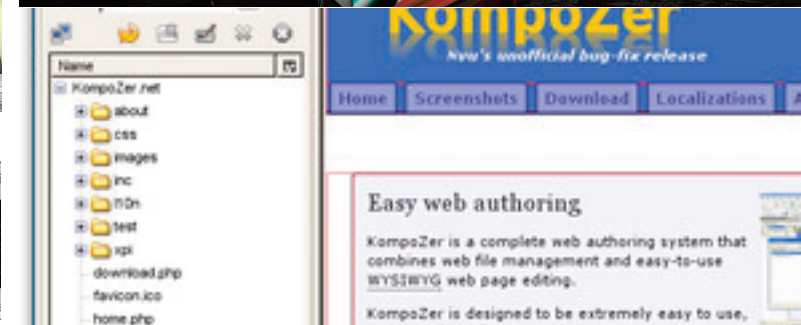 Name
KompoZer.net
about
css
images
inc
l10n
test
xpi
download.php
favicon.ico
home.php
KompoZer
Nvu's unofficial bug-fix release
Home Screenshots Download Localizations A
Easy web authoring
KompoZer is a complete web authoring system that
combines web file management and easy-to-use
WYSIWYG web page editing.
KompoZer is designed to be extremely easy to use,